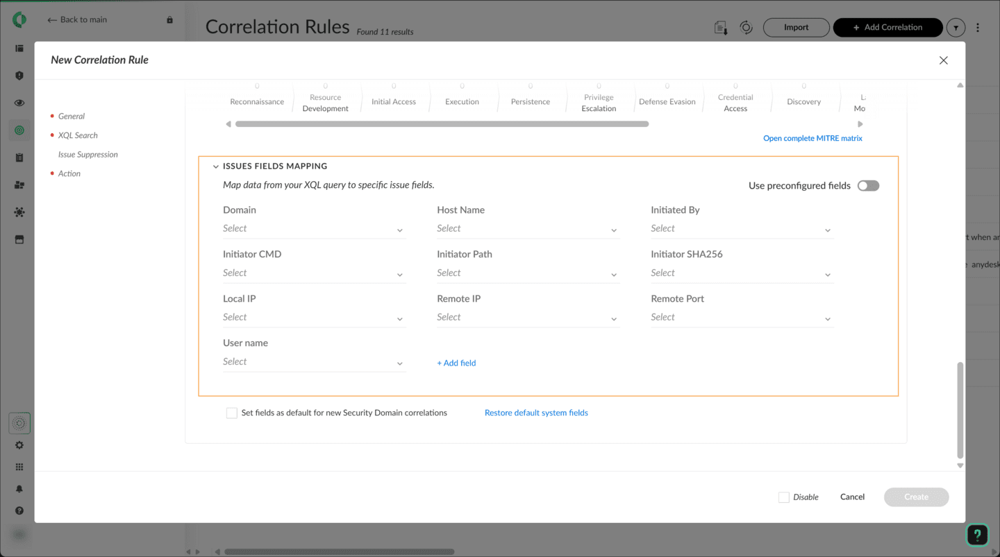 Back to main
Correlation Rules
Found 11 results
Import
+ Add Correlation
New Correlation Rule
General
XQL Search
Issue Suppression
Action
0
Reconnaissance
0
Resource
Development
0
Initial Access
0
Execution
0
Persistence
0
Privilege
Escalation
0
Defense Evasion
0
Credential
Access
0
Discovery
Mo
Open complete MITRE matrix
ISSUES FIELDS MAPPING
Map data from your XQL query to specific issue fields.
Use preconfigured fields
Domain
Select
Host Name
Select
Initiated By
Select
Initiator CMD
Select
Initiator Path
Select
Initiator SHA256
Select
Local IP
Select
Remote IP
Select
Remote Port
Select
User name
Select
+ Add field
Set fields as default for new Security Domain correlations
Restore default system fields
Disable
Cancel
Create
t when an
anydesk
?